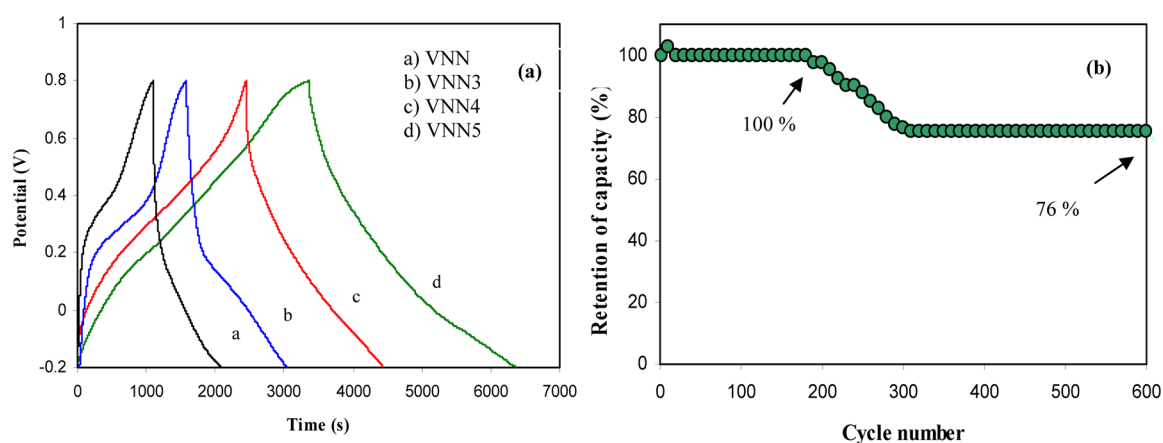 1
0.8
0.6
0.4
0.2
0
-0.2
Potential (V)
0 1000 2000 3000 4000 5000 6000 7000
Time (s)
a) VNN
b) VNN3
c) VNN4
d) VNN5
(a)
a
b
c
d
100
80
60
40
20
0
Retention of capacity (%)
0 100 200 300 400 500 600
Cycle number
(b)
100 %
76 %